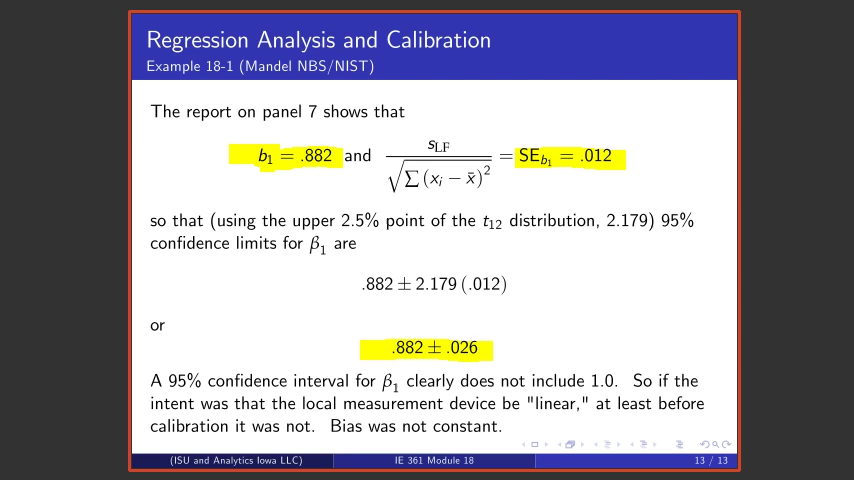 Regression Analysis and Calibration
Example 18-1 (Mandel NBS/NIST)
The report on panel 7 shows that
b₁ = .882 and s_LF / √(∑ (xᵢ − x̄)²) = SE_b₁ = .012
so that (using the upper 2.5% point of the t₁₂ distribution, 2.179) 95%
confidence limits for β₁ are
.882 ± 2.179 (.012)
or
.882 ± .026
A 95% confidence interval for β₁ clearly does not include 1.0. So if the
intent was that the local measurement device be "linear," at least before
calibration it was not. Bias was not constant.
(ISU and Analytics Iowa LLC) IE 361 Module 18 13 / 13